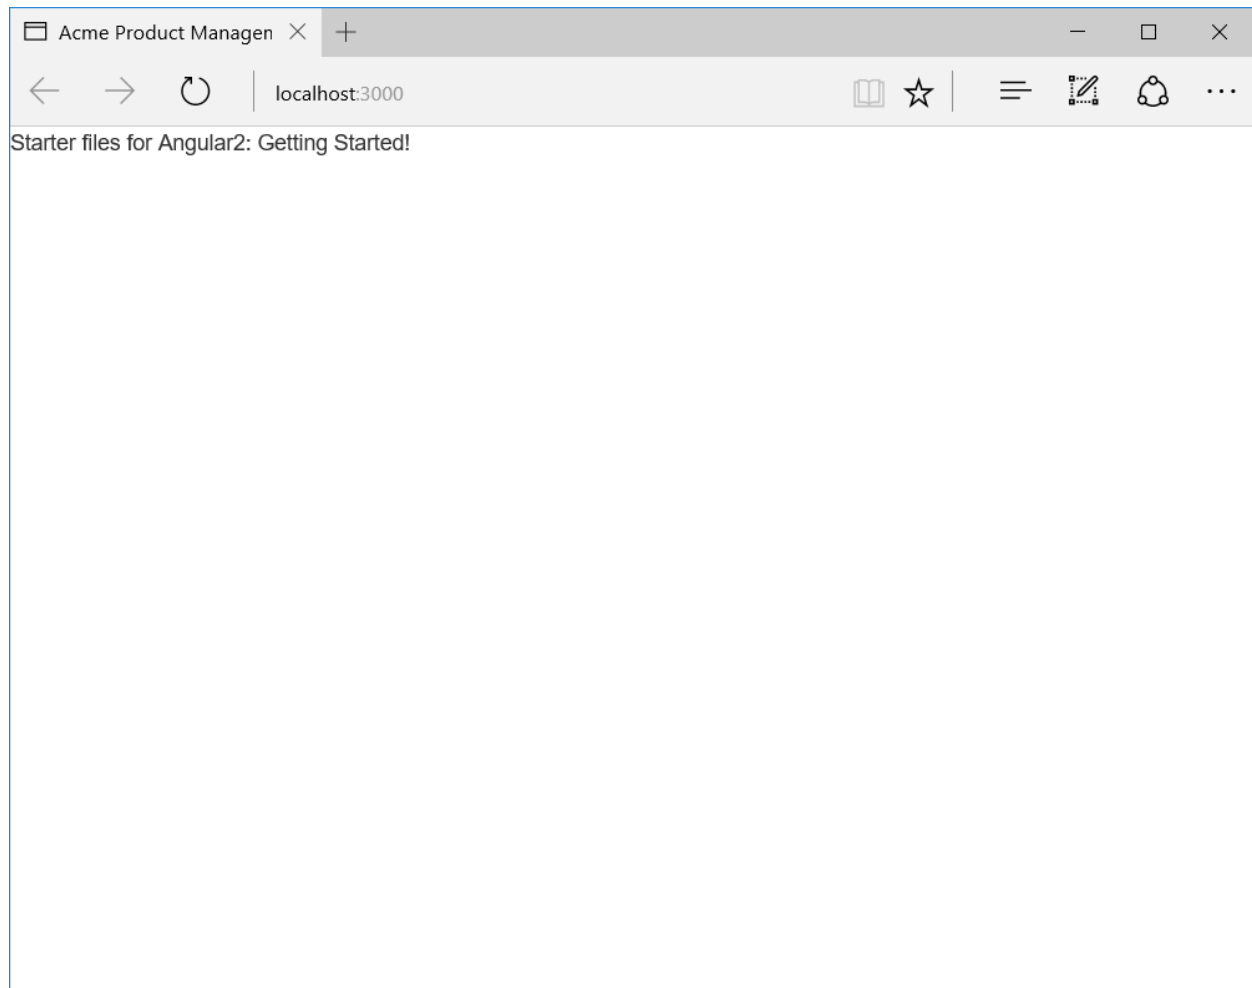 Acme Product Managen
localhost:3000
Starter files for Angular2: Getting Started!